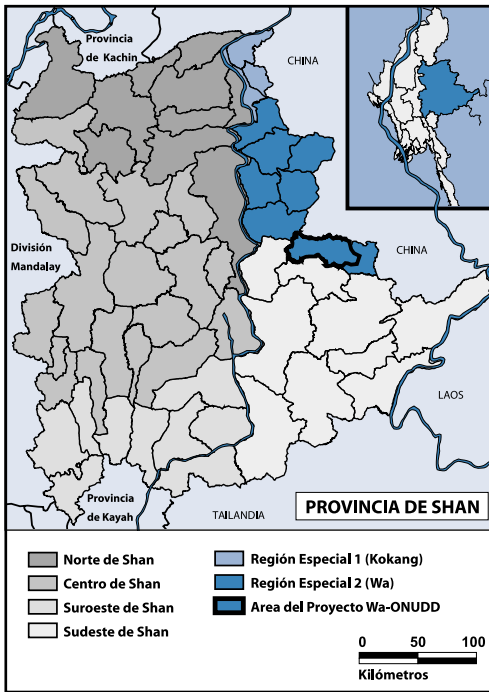 Provincia
de Kachin
CHINA
División
Mandalay
CHINA
LAOS
Provincia
de Kayah
TAILANDIA
PROVINCIA DE SHAN
Norte de Shan
Centro de Shan
Suroeste de Shan
Sudeste de Shan
Región Especial 1 (Kokang)
Región Especial 2 (Wa)
Area del Proyecto Wa-ONUDD
0 50 100
Kilómetros